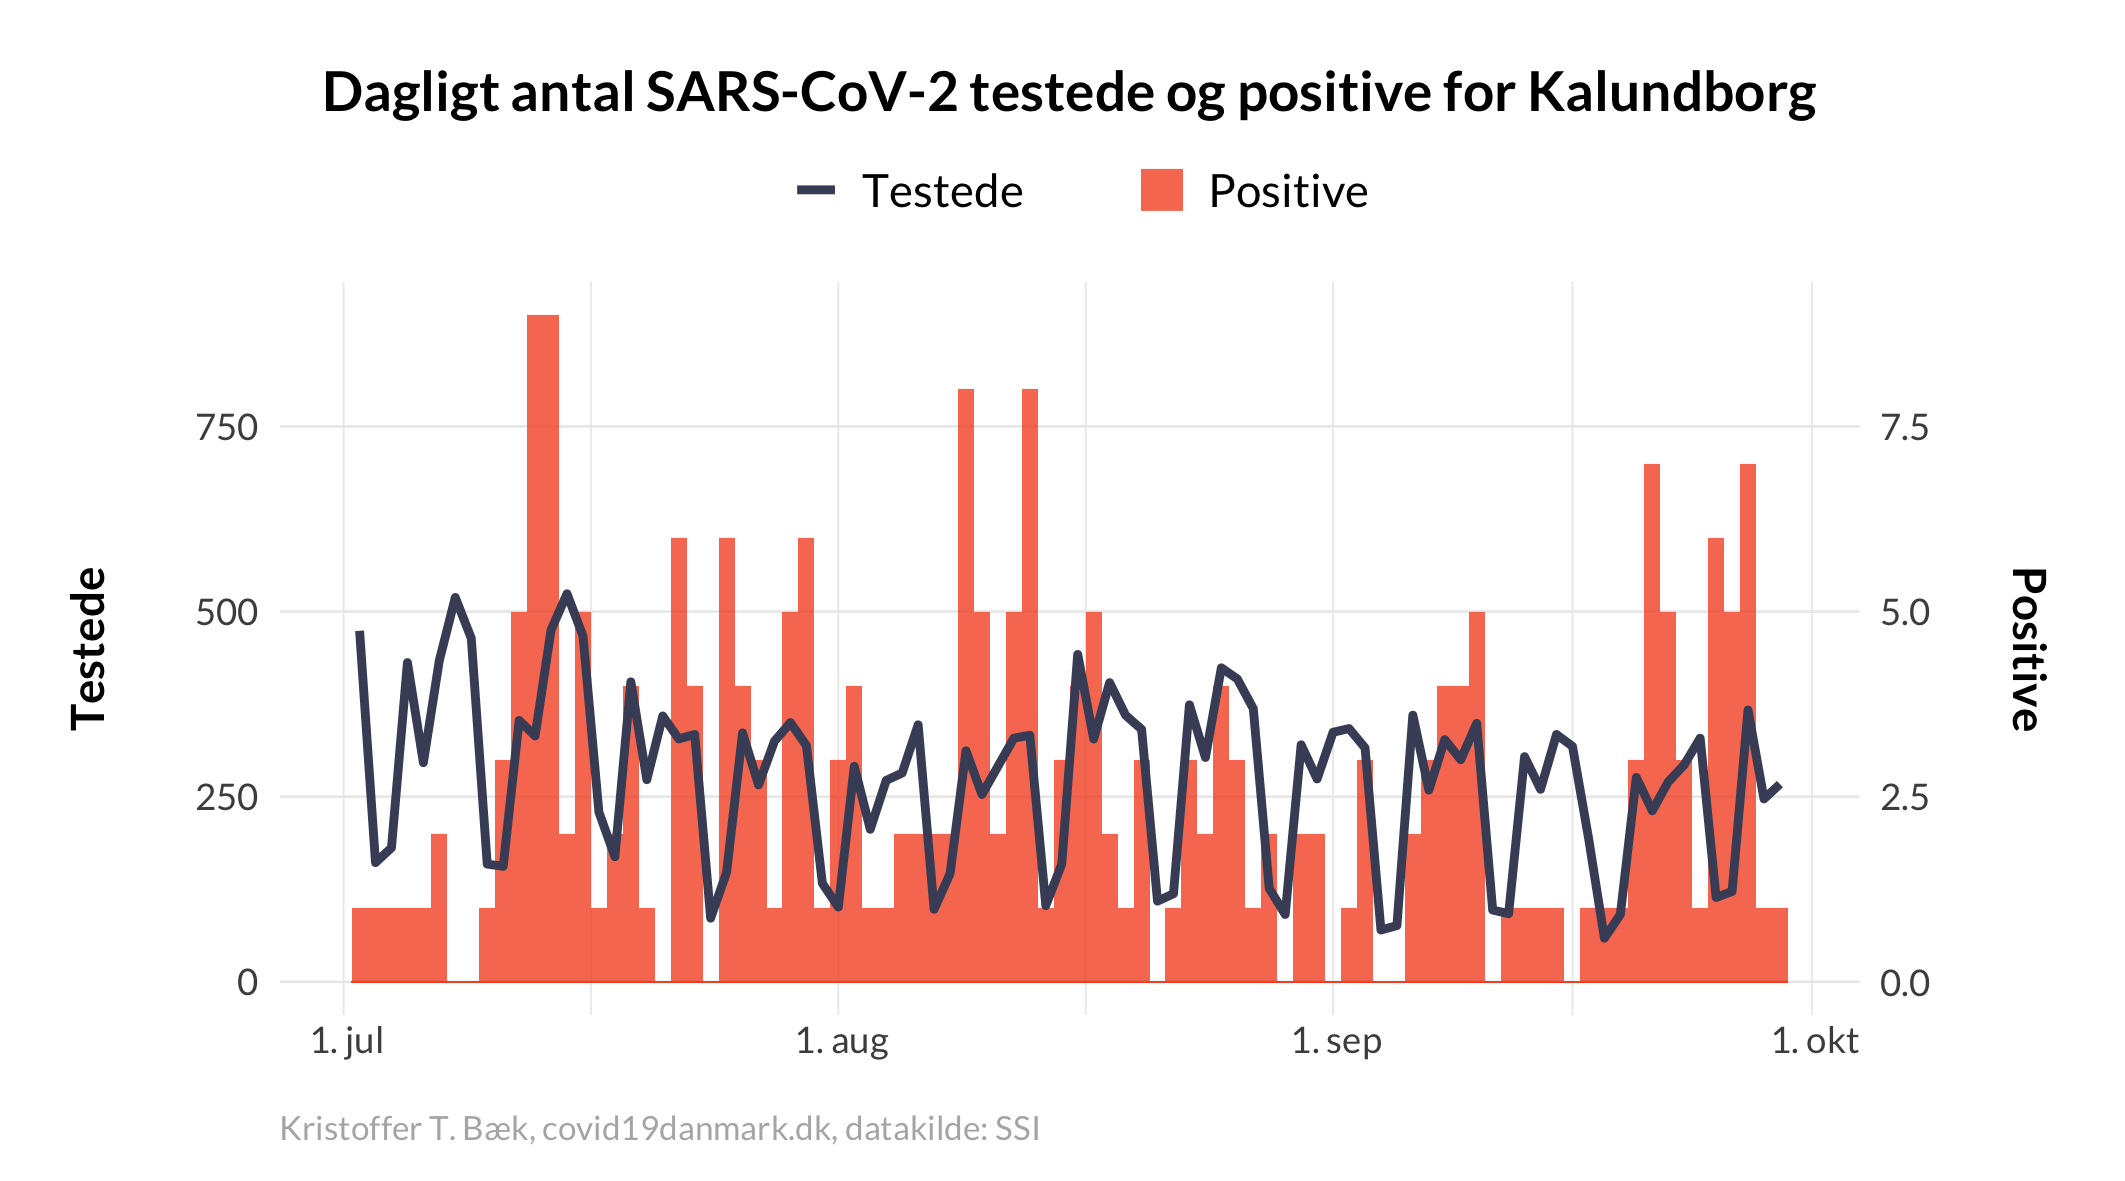 Dagligt antal SARS-CoV-2 testede og positive for Kalundborg
Testede
Positive
750
500
250
0
Testede
7.5
5.0
2.5
0.0
Positive
1. jul
1. aug
1. sep
1. okt
Kristoffer T. Bæk, covid19danmark.dk, datakilde: SSI